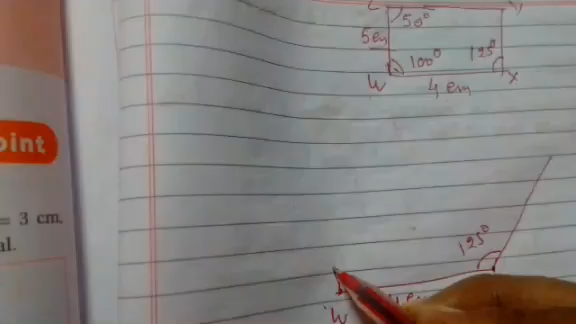 50°
5cm
100° 125°
W 4 cm X
oint
= 3 cm.
al.
125°
W